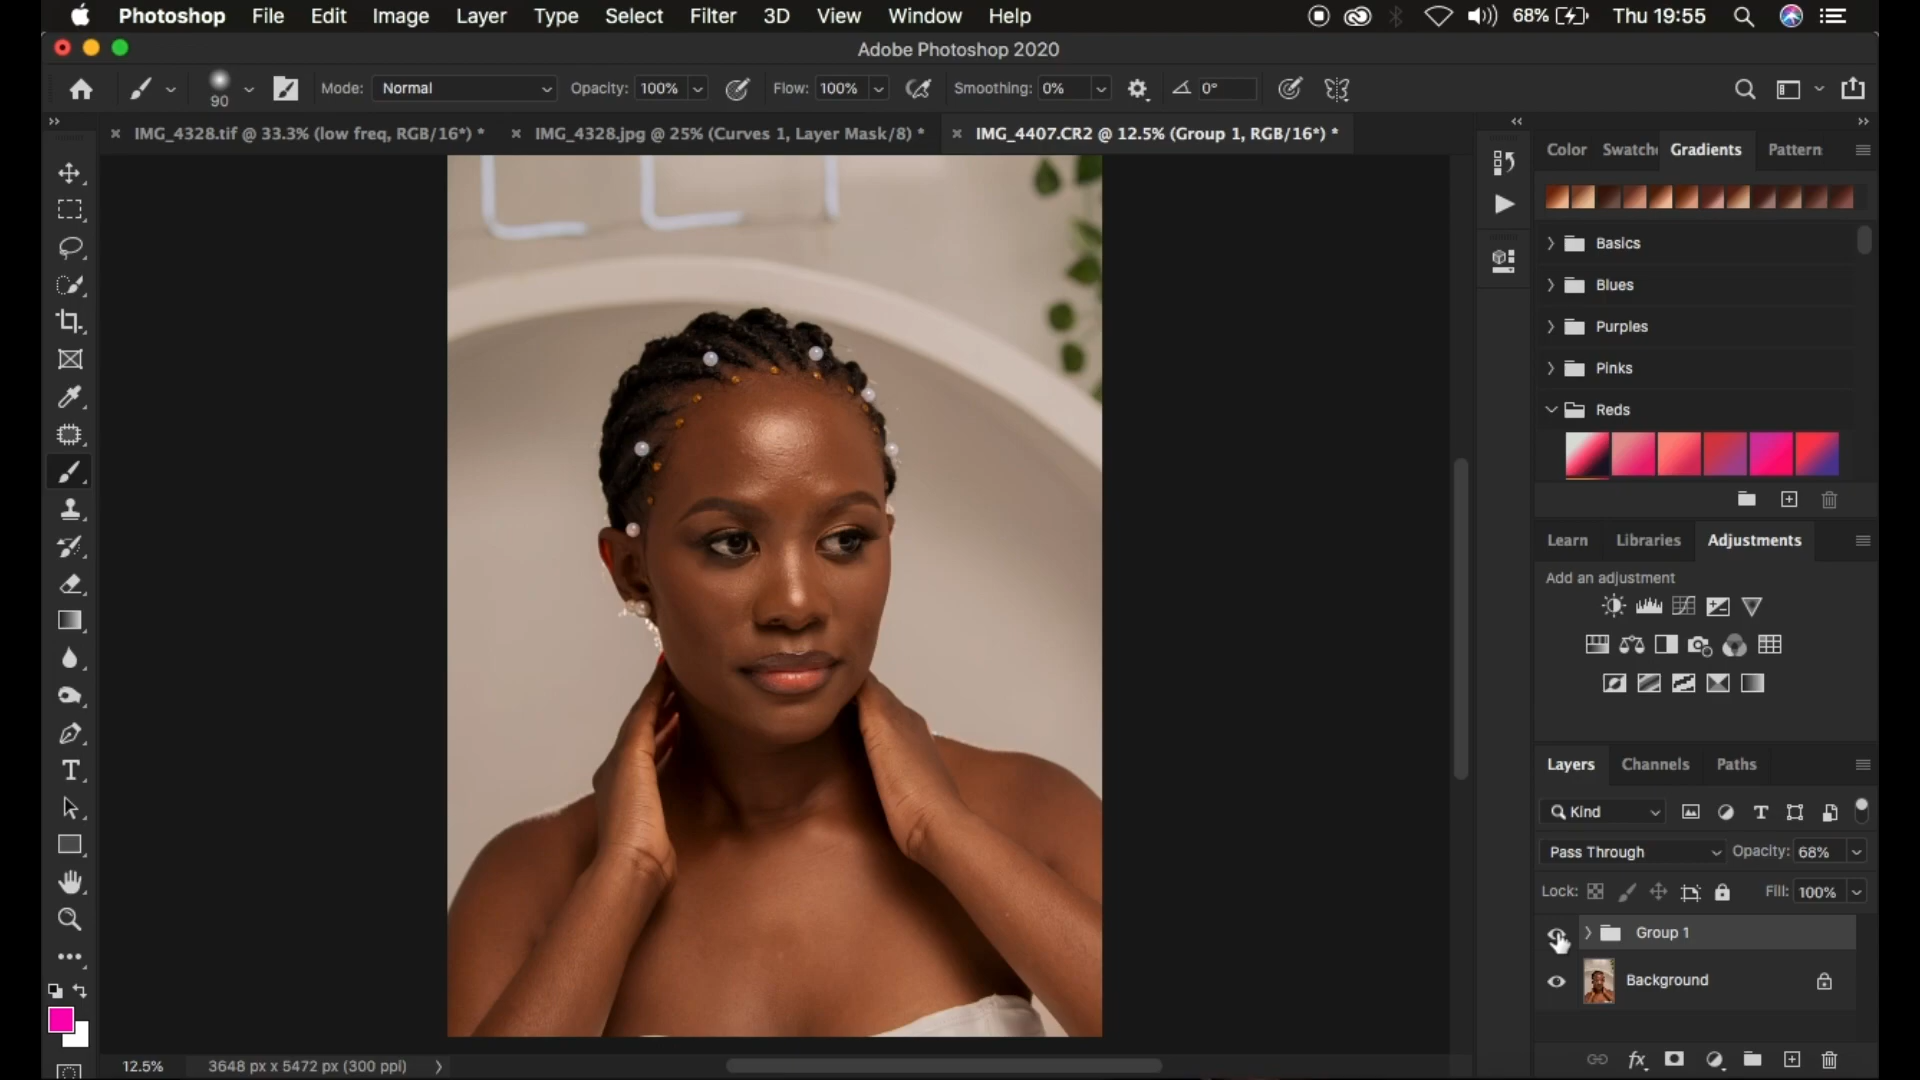 Photoshop File Edit Image Layer Type Select Filter 3D View Window Help 68% Thu 19:55
Adobe Photoshop 2020
90 Mode: Normal Opacity: 100% Flow: 100% Smoothing: 0% 0°
IMG_4328.tif @ 33.3% (low freq, RGB/16*) * IMG_4328.jpg @ 25% (Curves 1, Layer Mask/8) * IMG_4407.CR2 @ 12.5% (Group 1, RGB/16*) *
Color Swatche Gradients Pattern
Basics
Blues
Purples
Pinks
Reds
Learn Libraries Adjustments
Add an adjustment
Layers Channels Paths
Kind
Pass Through Opacity: 68%
Lock: Fill: 100%
Group 1
Background
12.5% 3648 px x 5472 px (300 ppi)